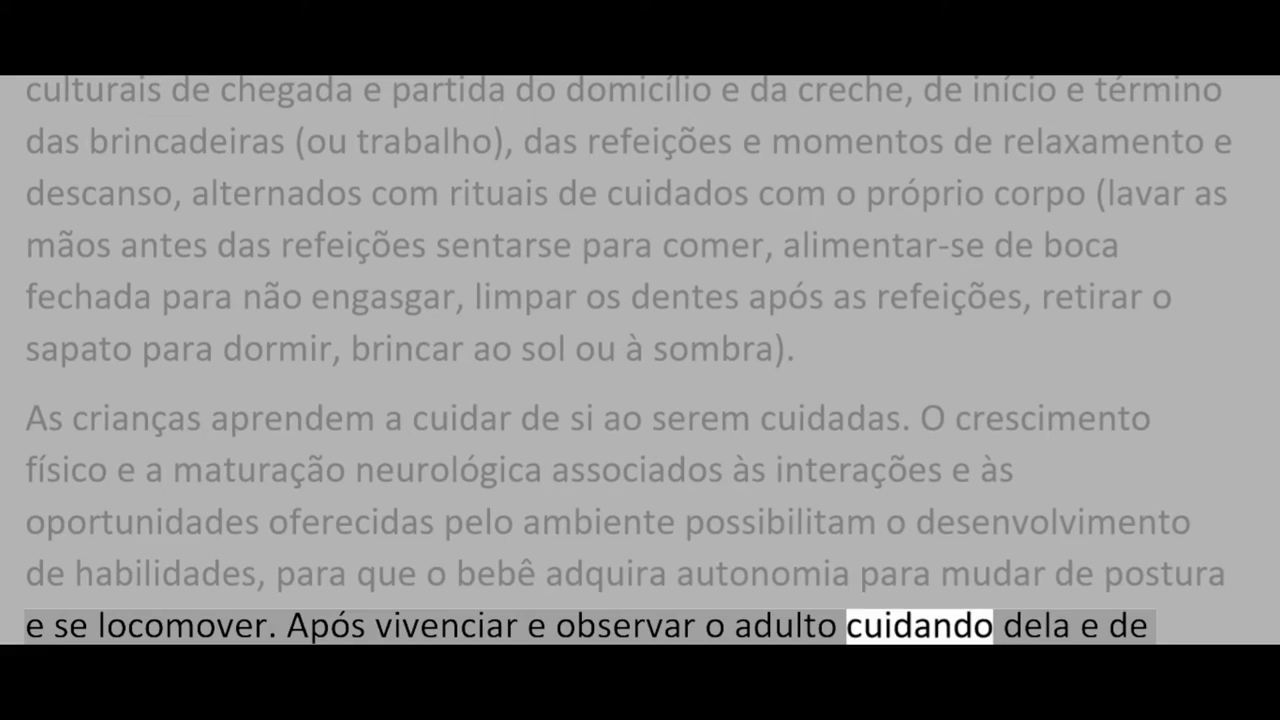 culturais de chegada e partida do domicílio e da creche, de início e término
das brincadeiras (ou trabalho), das refeições e momentos de relaxamento e
descanso, alternados com rituais de cuidados com o próprio corpo (lavar as
mãos antes das refeições sentarse para comer, alimentar-se de boca
fechada para não engasgar, limpar os dentes após as refeições, retirar o
sapato para dormir, brincar ao sol ou à sombra).
As crianças aprendem a cuidar de si ao serem cuidadas. O crescimento
físico e a maturação neurológica associados às interações e às
oportunidades oferecidas pelo ambiente possibilitam o desenvolvimento
de habilidades, para que o bebê adquira autonomia para mudar de postura
e se locomover. Após vivenciar e observar o adulto cuidando dela e de